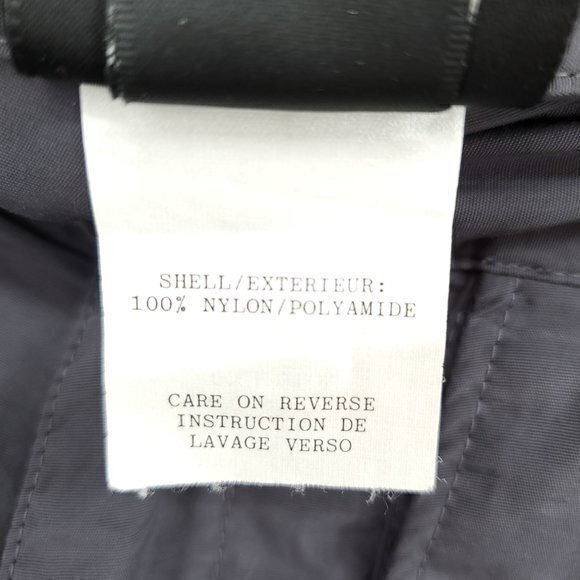 SHELL/EXTERIEUR:
100% NYLON/POLYAMIDE
CARE ON REVERSE
INSTRUCTION DE
LAVAGE VERSO